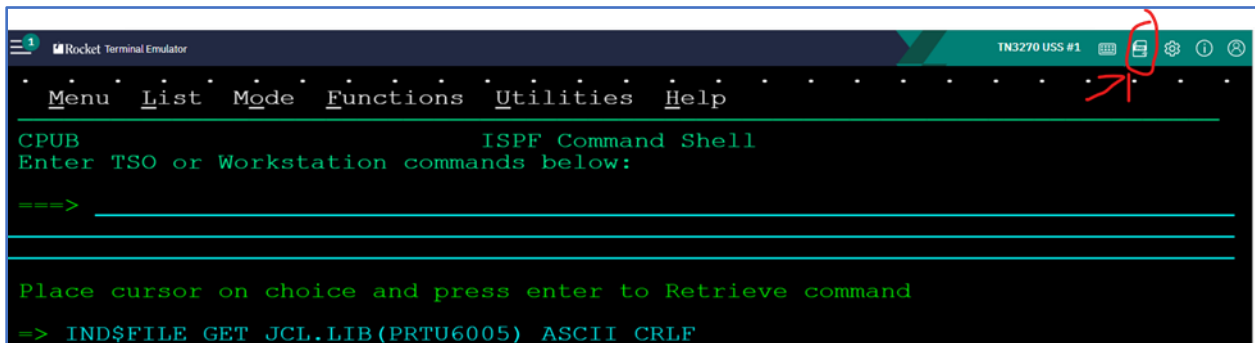 1
Rocket Terminal Emulator
TN3270 USS #1
Menu List Mode Functions Utilities Help
CPUB ISPF Command Shell
Enter TSO or Workstation commands below:
===>
Place cursor on choice and press enter to Retrieve command
=> IND$FILE GET JCL.LIB(PRTU6005) ASCII CRLF